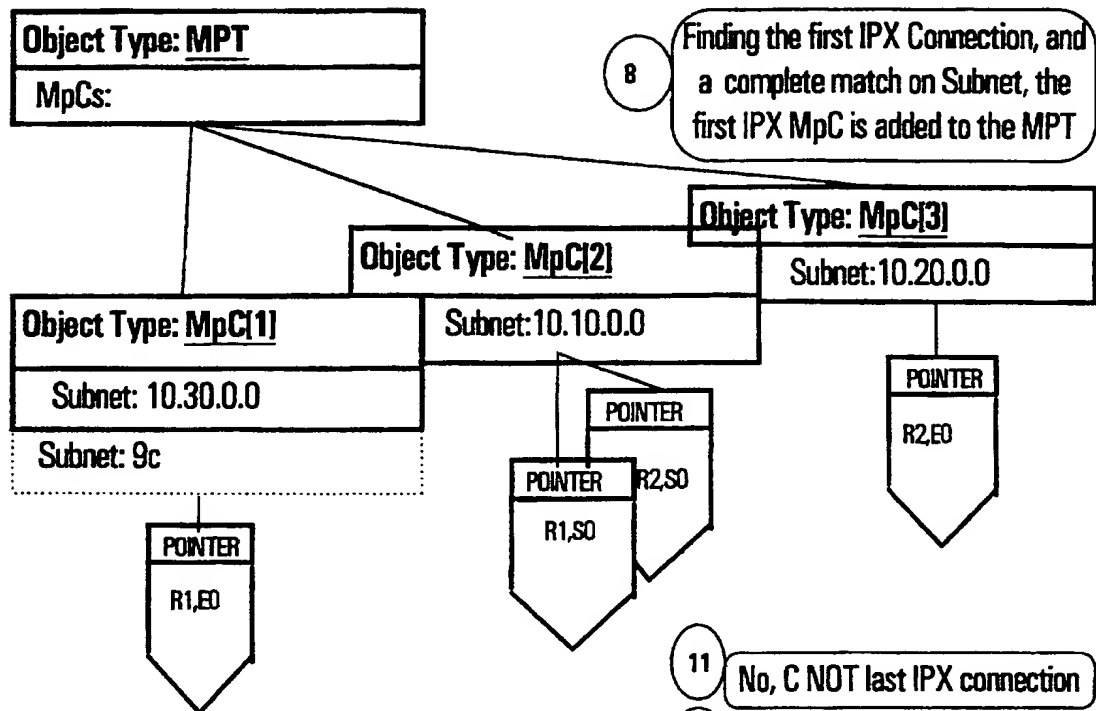 Object Type: MPT
MpCs:
8
Finding the first IPX Connection, and
a complete match on Subnet, the
first IPX MpC is added to the MPT
Object Type: MpC[3]
Subnet:10.20.0.0
Object Type: MpC[2]
Subnet:10.10.0.0
Object Type: MpC[1]
Subnet: 10.30.0.0
Subnet: 9c
POINTER
R2,E0
POINTER
R2,S0
POINTER
R1,S0
POINTER
R1,E0
11
No, C NOT last IPX connection